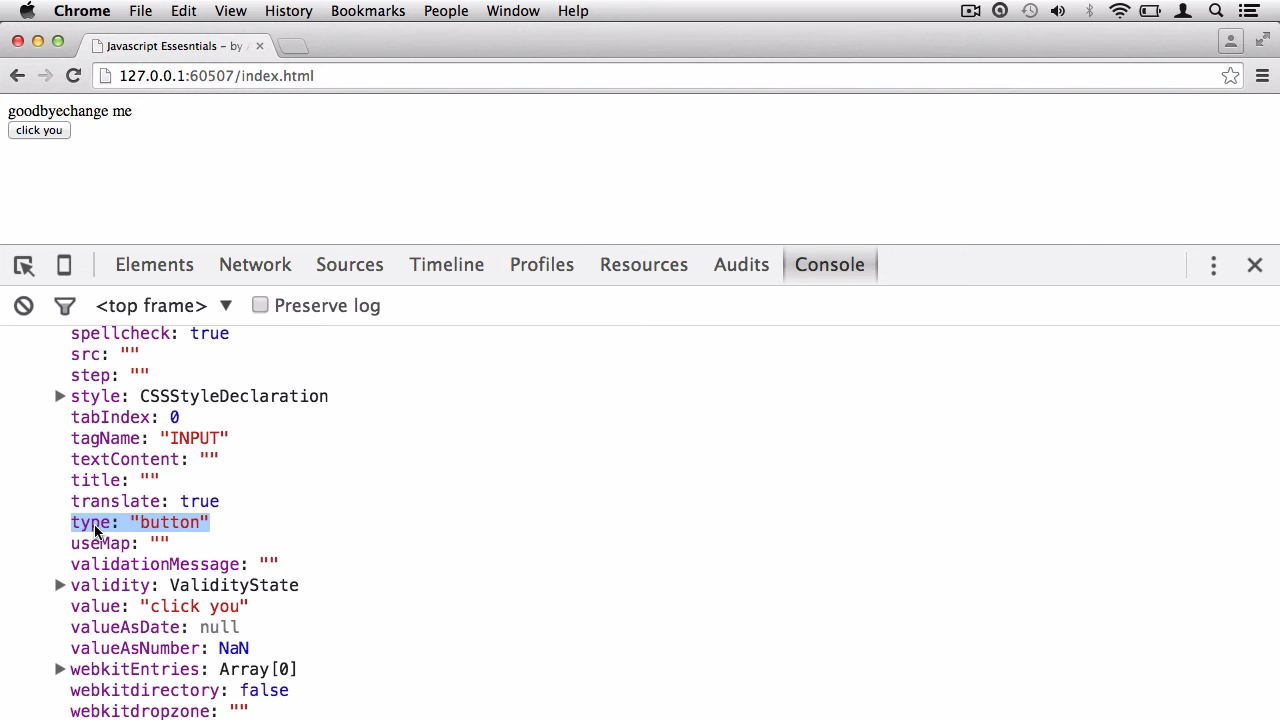 Chrome File Edit View History Bookmarks People Window Help
Javascript Essesntials – by
127.0.0.1:60507/index.html
goodbyechange me
click you
Elements Network Sources Timeline Profiles Resources Audits Console
<top frame> ▼ Preserve log
spellcheck: true
src: ""
step: ""
style: CSSStyleDeclaration
tabIndex: 0
tagName: "INPUT"
textContent: ""
title: ""
translate: true
type: "button"
useMap: ""
validationMessage: ""
validity: ValidityState
value: "click you"
valueAsDate: null
valueAsNumber: NaN
webkitEntries: Array[0]
webkitdirectory: false
webkitdropzone: ""